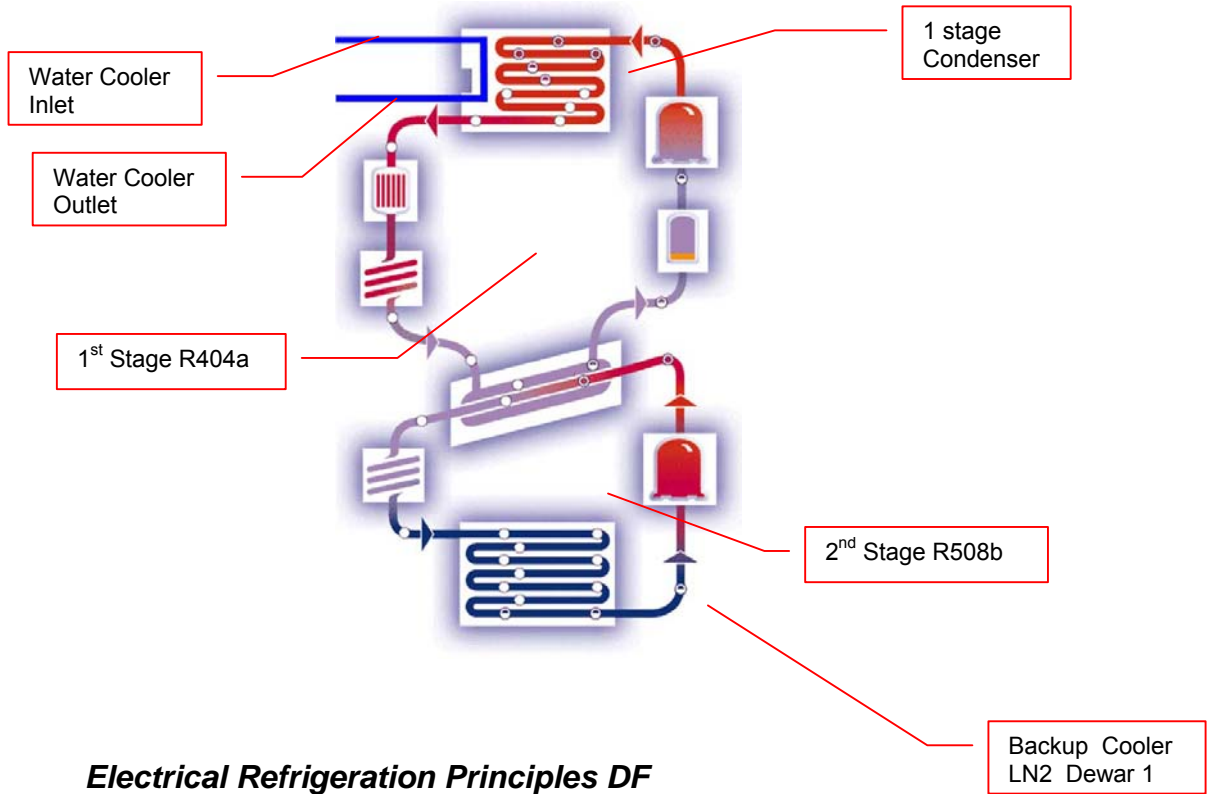 1 stage
Condenser
Water Cooler
Inlet
Water Cooler
Outlet
1st Stage R404a
2nd Stage R508b
Backup Cooler
LN2 Dewar 1
Electrical Refrigeration Principles DF